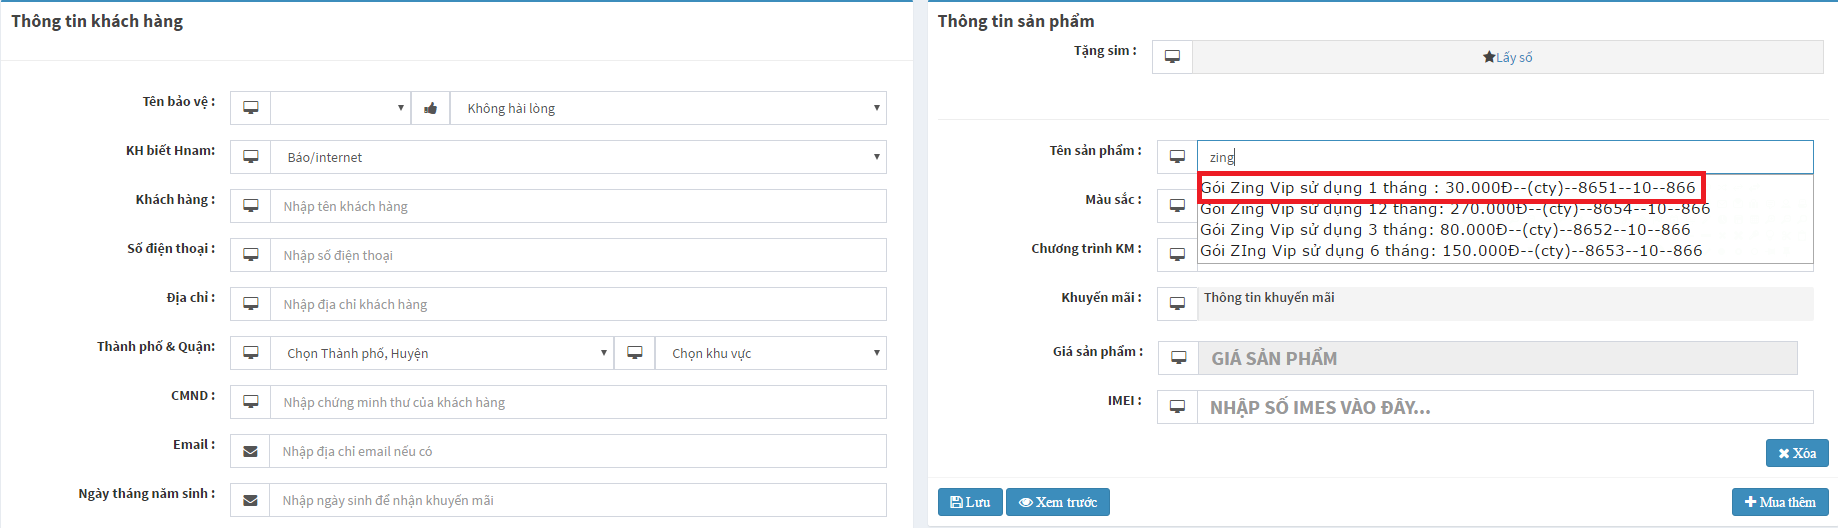 Thông tin khách hàng
Tên bảo vệ :
Không hài lòng
KH biết Hnam:
Báo/internet
Khách hàng :
Nhập tên khách hàng
Số điện thoại :
Nhập số điện thoại
Địa chỉ :
Nhập địa chỉ khách hàng
Thành phố & Quận:
Chọn Thành phố, Huyện
Chọn khu vực
CMND :
Nhập chứng minh thư của khách hàng
Email :
Nhập địa chỉ email nếu có
Ngày tháng năm sinh :
Nhập ngày sinh để nhận khuyến mãi
Thông tin sản phẩm
Tặng sim :
Lấy số
Tên sản phẩm :
zing
Gói Zing Vip sử dụng 1 tháng : 30.000Đ--(cty)--8651--10--866
Gói Zing Vip sử dụng 12 tháng: 270.000Đ--(cty)--8654--10--866
Gói Zing Vip sử dụng 3 tháng: 80.000Đ--(cty)--8652--10--866
Gói ZIng Vip sử dụng 6 tháng: 150.000Đ--(cty)--8653--10--866
Màu sắc :
Chương trình KM :
Khuyến mãi :
Thông tin khuyến mãi
Giá sản phẩm :
GIÁ SẢN PHẨM
IMEI :
NHẬP SỐ IMES VÀO ĐÂY...
Xóa
Lưu
Xem trước
Mua thêm